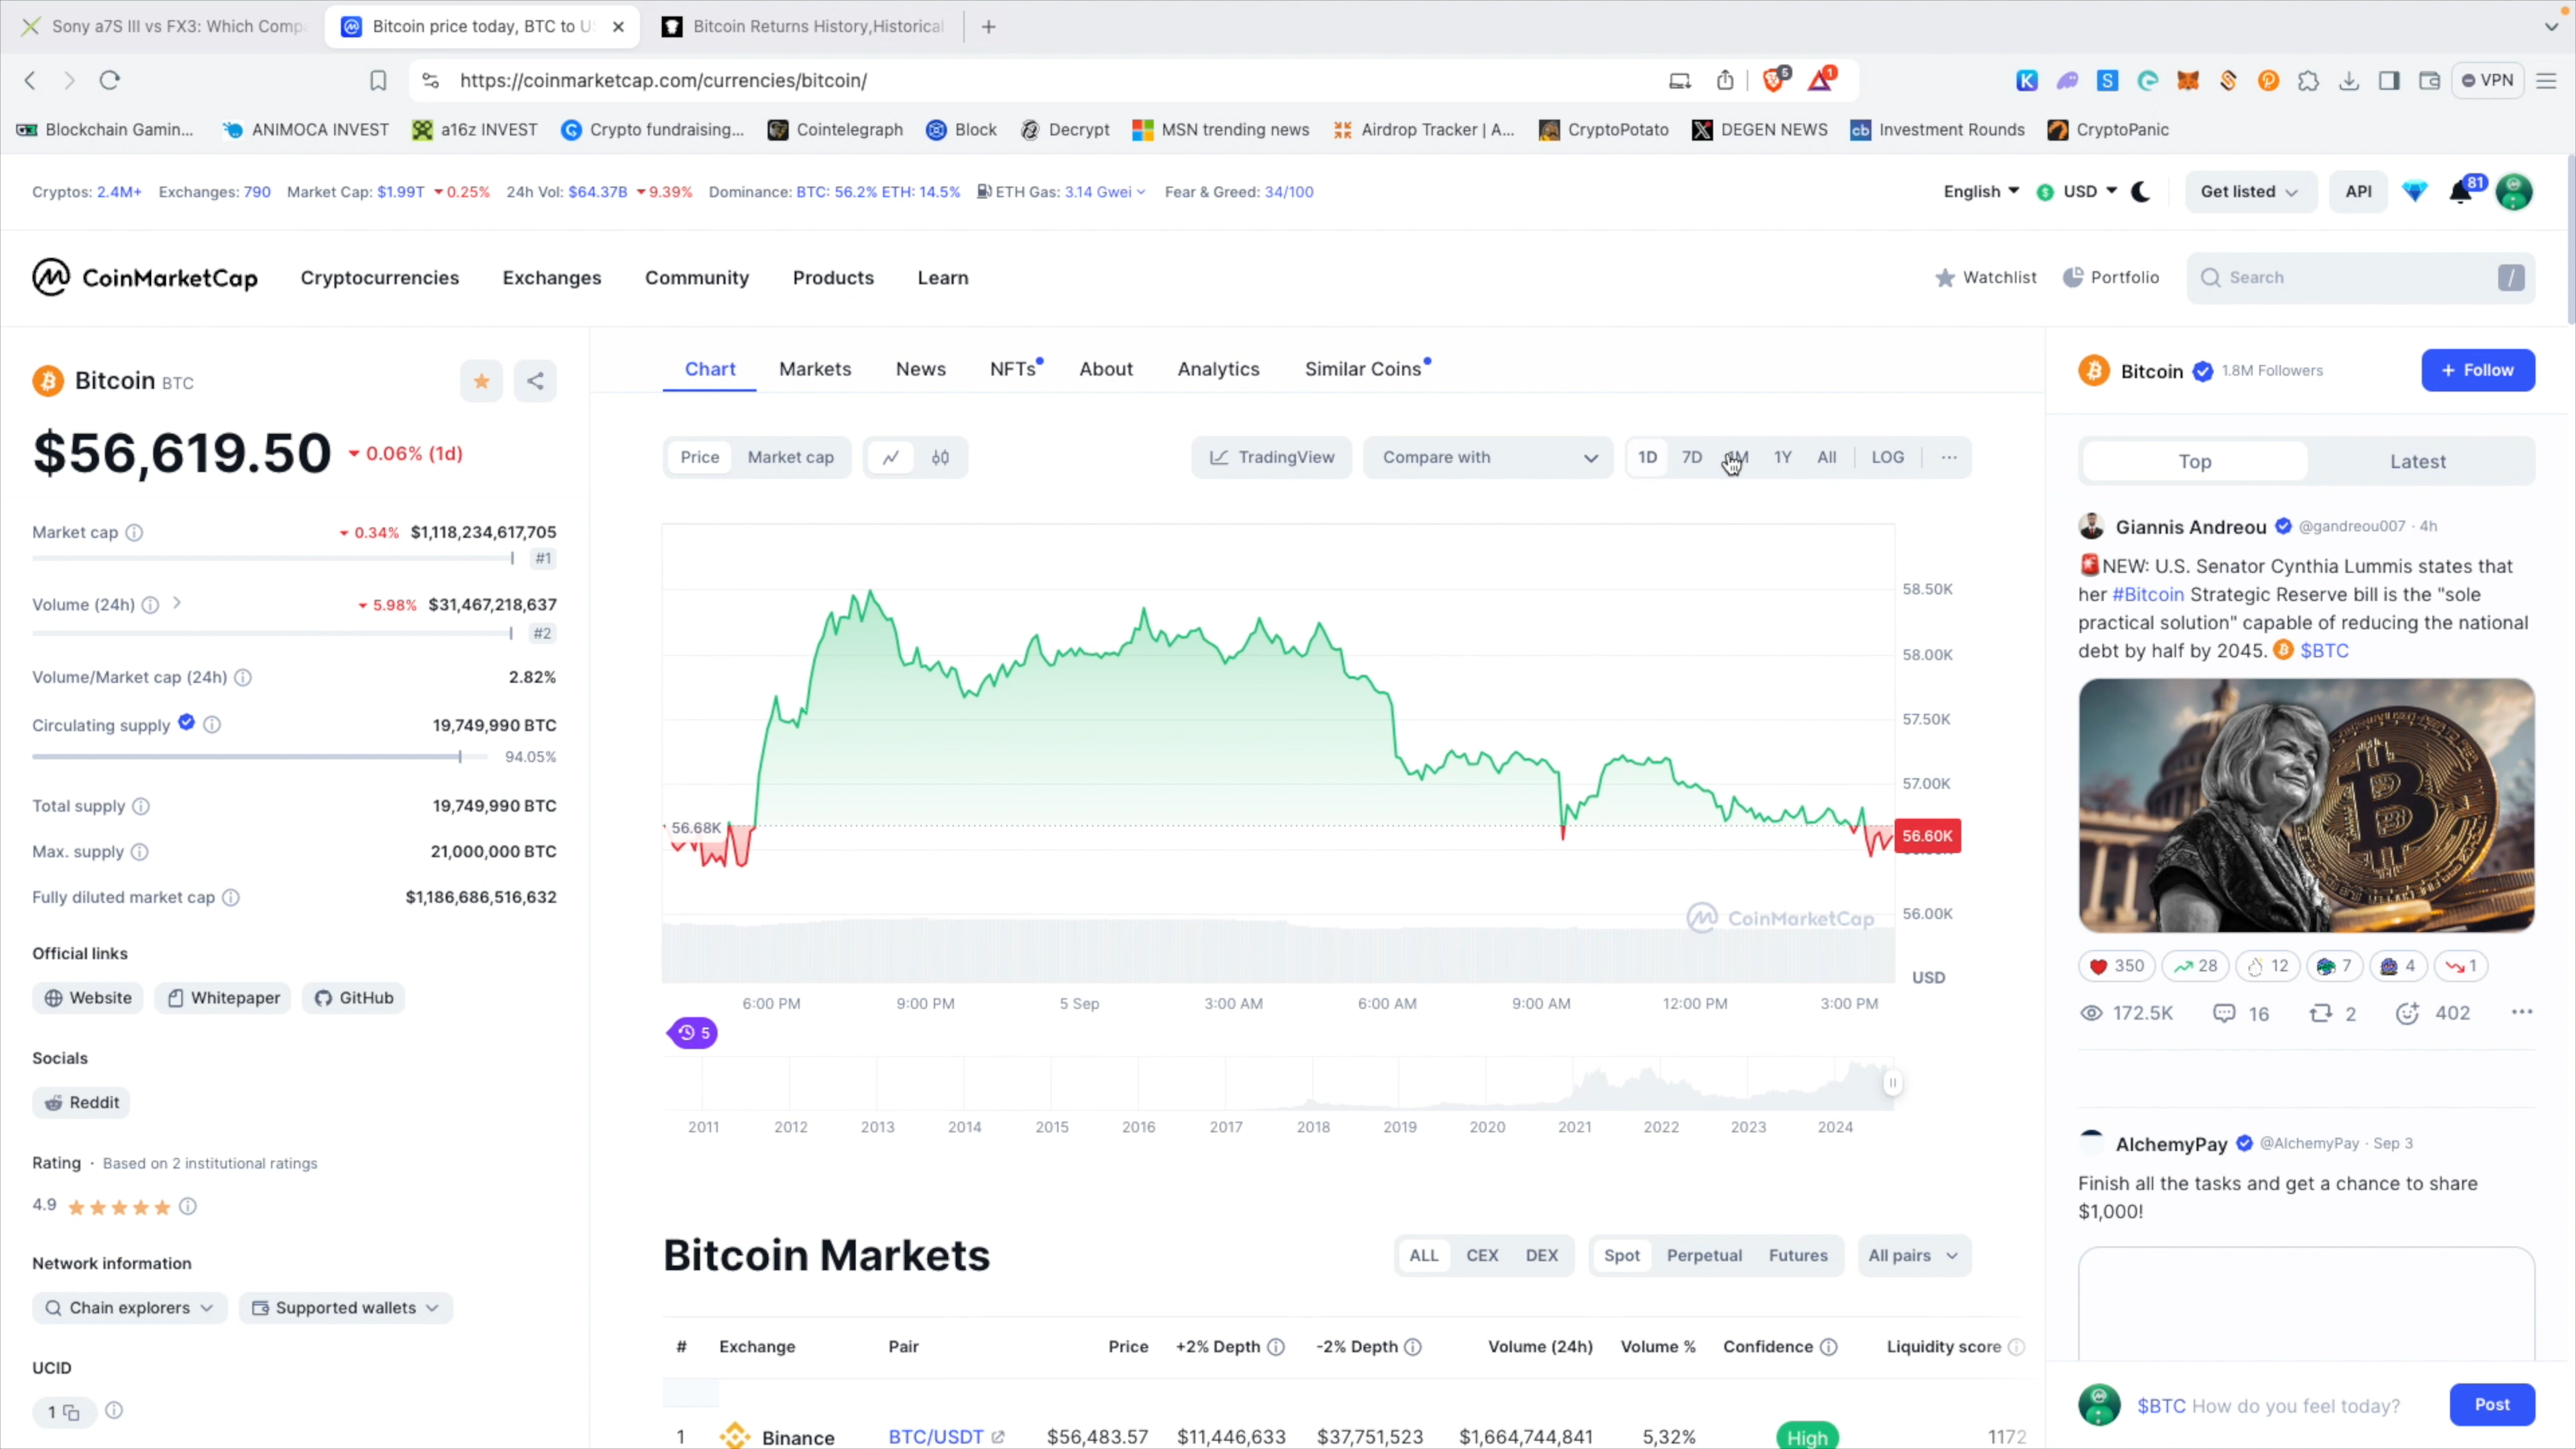 Sony a7S III vs FX3: Which Comp
Bitcoin price today, BTC to U
Bitcoin Returns History,Historical
https://coinmarketcap.com/currencies/bitcoin/
5
1
VPN
Blockchain Gamin...
ANIMOCA INVEST
a16z INVEST
Crypto fundraising...
Cointelegraph
Block
Decrypt
MSN trending news
Airdrop Tracker | A...
CryptoPotato
DEGEN NEWS
Investment Rounds
CryptoPanic
Cryptos: 2.4M+ Exchanges: 790 Market Cap: $1.99T 0.25% 24h Vol: $64.37B 9.39% Dominance: BTC: 56.2% ETH: 14.5% ETH Gas: 3.14 Gwei Fear & Greed: 34/100
English USD Get listed API 81
CoinMarketCap
Cryptocurrencies Exchanges Community Products Learn
Watchlist Portfolio Search /
Bitcoin BTC
$56,619.50 0.06% (1d)
Market cap 0.34% $1,118,234,617,705
#1
Volume (24h) 5.98% $31,467,218,637
#2
Volume/Market cap (24h) 2.82%
Circulating supply 19,749,990 BTC
94.05%
Total supply 19,749,990 BTC
Max. supply 21,000,000 BTC
Fully diluted market cap $1,186,686,516,632
Official links
Website Whitepaper GitHub
Socials
Reddit
Rating · Based on 2 institutional ratings
4.9
Network information
Chain explorers Supported wallets
UCID
1
Chart Markets News NFTs About Analytics Similar Coins
Price Market cap TradingView Compare with 1D 7D 1Y All LOG ...
58.50K
58.00K
57.50K
57.00K
56.68K
56.60K
56.00K
CoinMarketCap
USD
6:00 PM 9:00 PM 5 Sep 3:00 AM 6:00 AM 9:00 AM 12:00 PM 3:00 PM
5
2011 2012 2013 2014 2015 2016 2017 2018 2019 2020 2021 2022 2023 2024
Bitcoin Markets
ALL CEX DEX Spot Perpetual Futures All pairs
# Exchange Pair Price +2% Depth -2% Depth Volume (24h) Volume % Confidence Liquidity score
1 Binance BTC/USDT $56,483.57 $11,446,633 $37,751,523 $1,664,744,841 5,32% High 1172
Bitcoin 1.8M Followers + Follow
Top Latest
Giannis Andreou @gandreou007 · 4h
NEW: U.S. Senator Cynthia Lummis states that
her #Bitcoin Strategic Reserve bill is the "sole
practical solution" capable of reducing the national
debt by half by 2045. $BTC
350 28 12 7 4 1
172.5K 16 2 402 ...
AlchemyPay @AlchemyPay · Sep 3
Finish all the tasks and get a chance to share
$1,000!
$BTC How do you feel today? Post